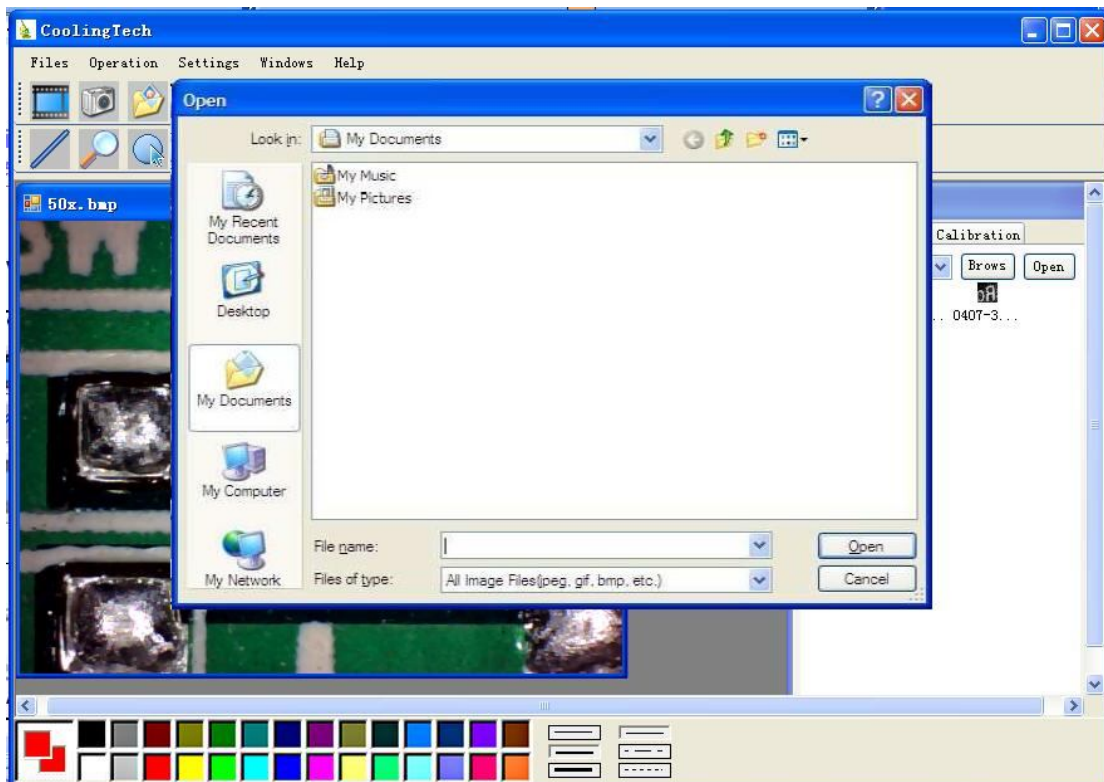 CoolingTech
Files Operation Settings Windows Help
Open
Look in: My Documents
My Music
My Pictures
My Recent Documents
Desktop
My Documents
My Computer
My Network
File name:
Open
Files of type: All Image Files(jpeg, gif, bmp, etc.)
Cancel
50x.bmp
Calibration
Brows Open
.. 0407-3...